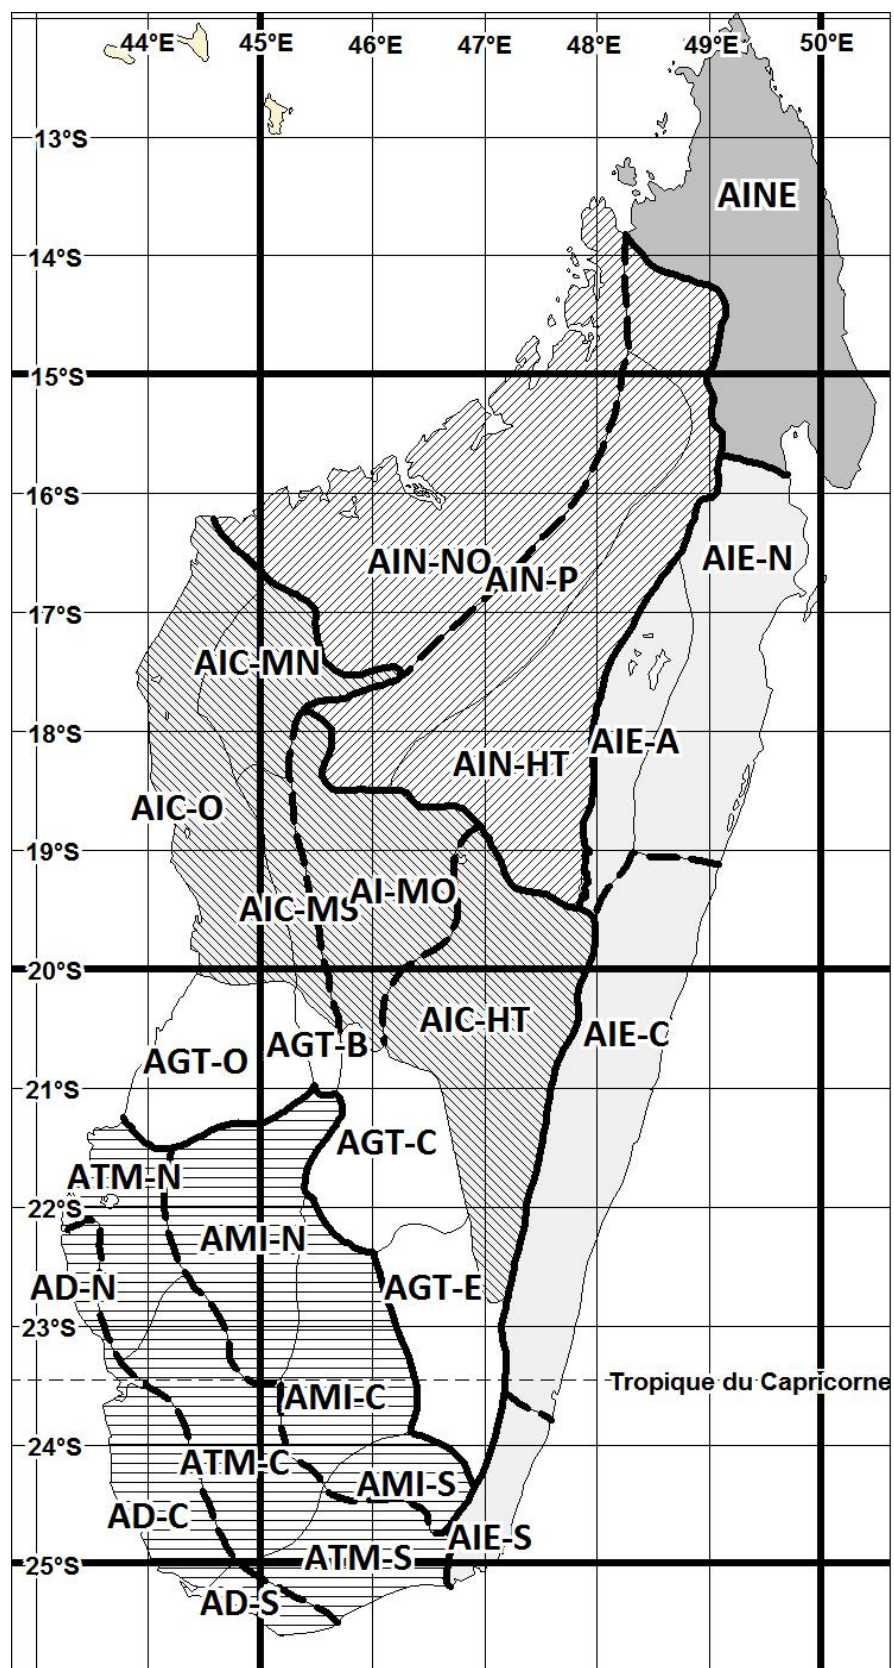 44°E 45°E 46°E 47°E 48°E 49°E 50°E
13°S
AINE
14°S
15°S
16°S
AIN-NO
AIE-N
AIN-P
17°S
AIC-MN
18°S
AIE-A
AIN-HT
AIC-O
19°S
AI-MO
AIC-MS
20°S
AIC-HT
AIE-C
AGT-B
AGT-O
21°S
AGT-C
ATM-N
22°S
AMI-N
AD-N
AGT-E
23°S
Tropique du Capricorne
AMI-C
24°S
ATM-C
AMI-S
AD-C
AIE-S
ATM-S
25°S
AD-S